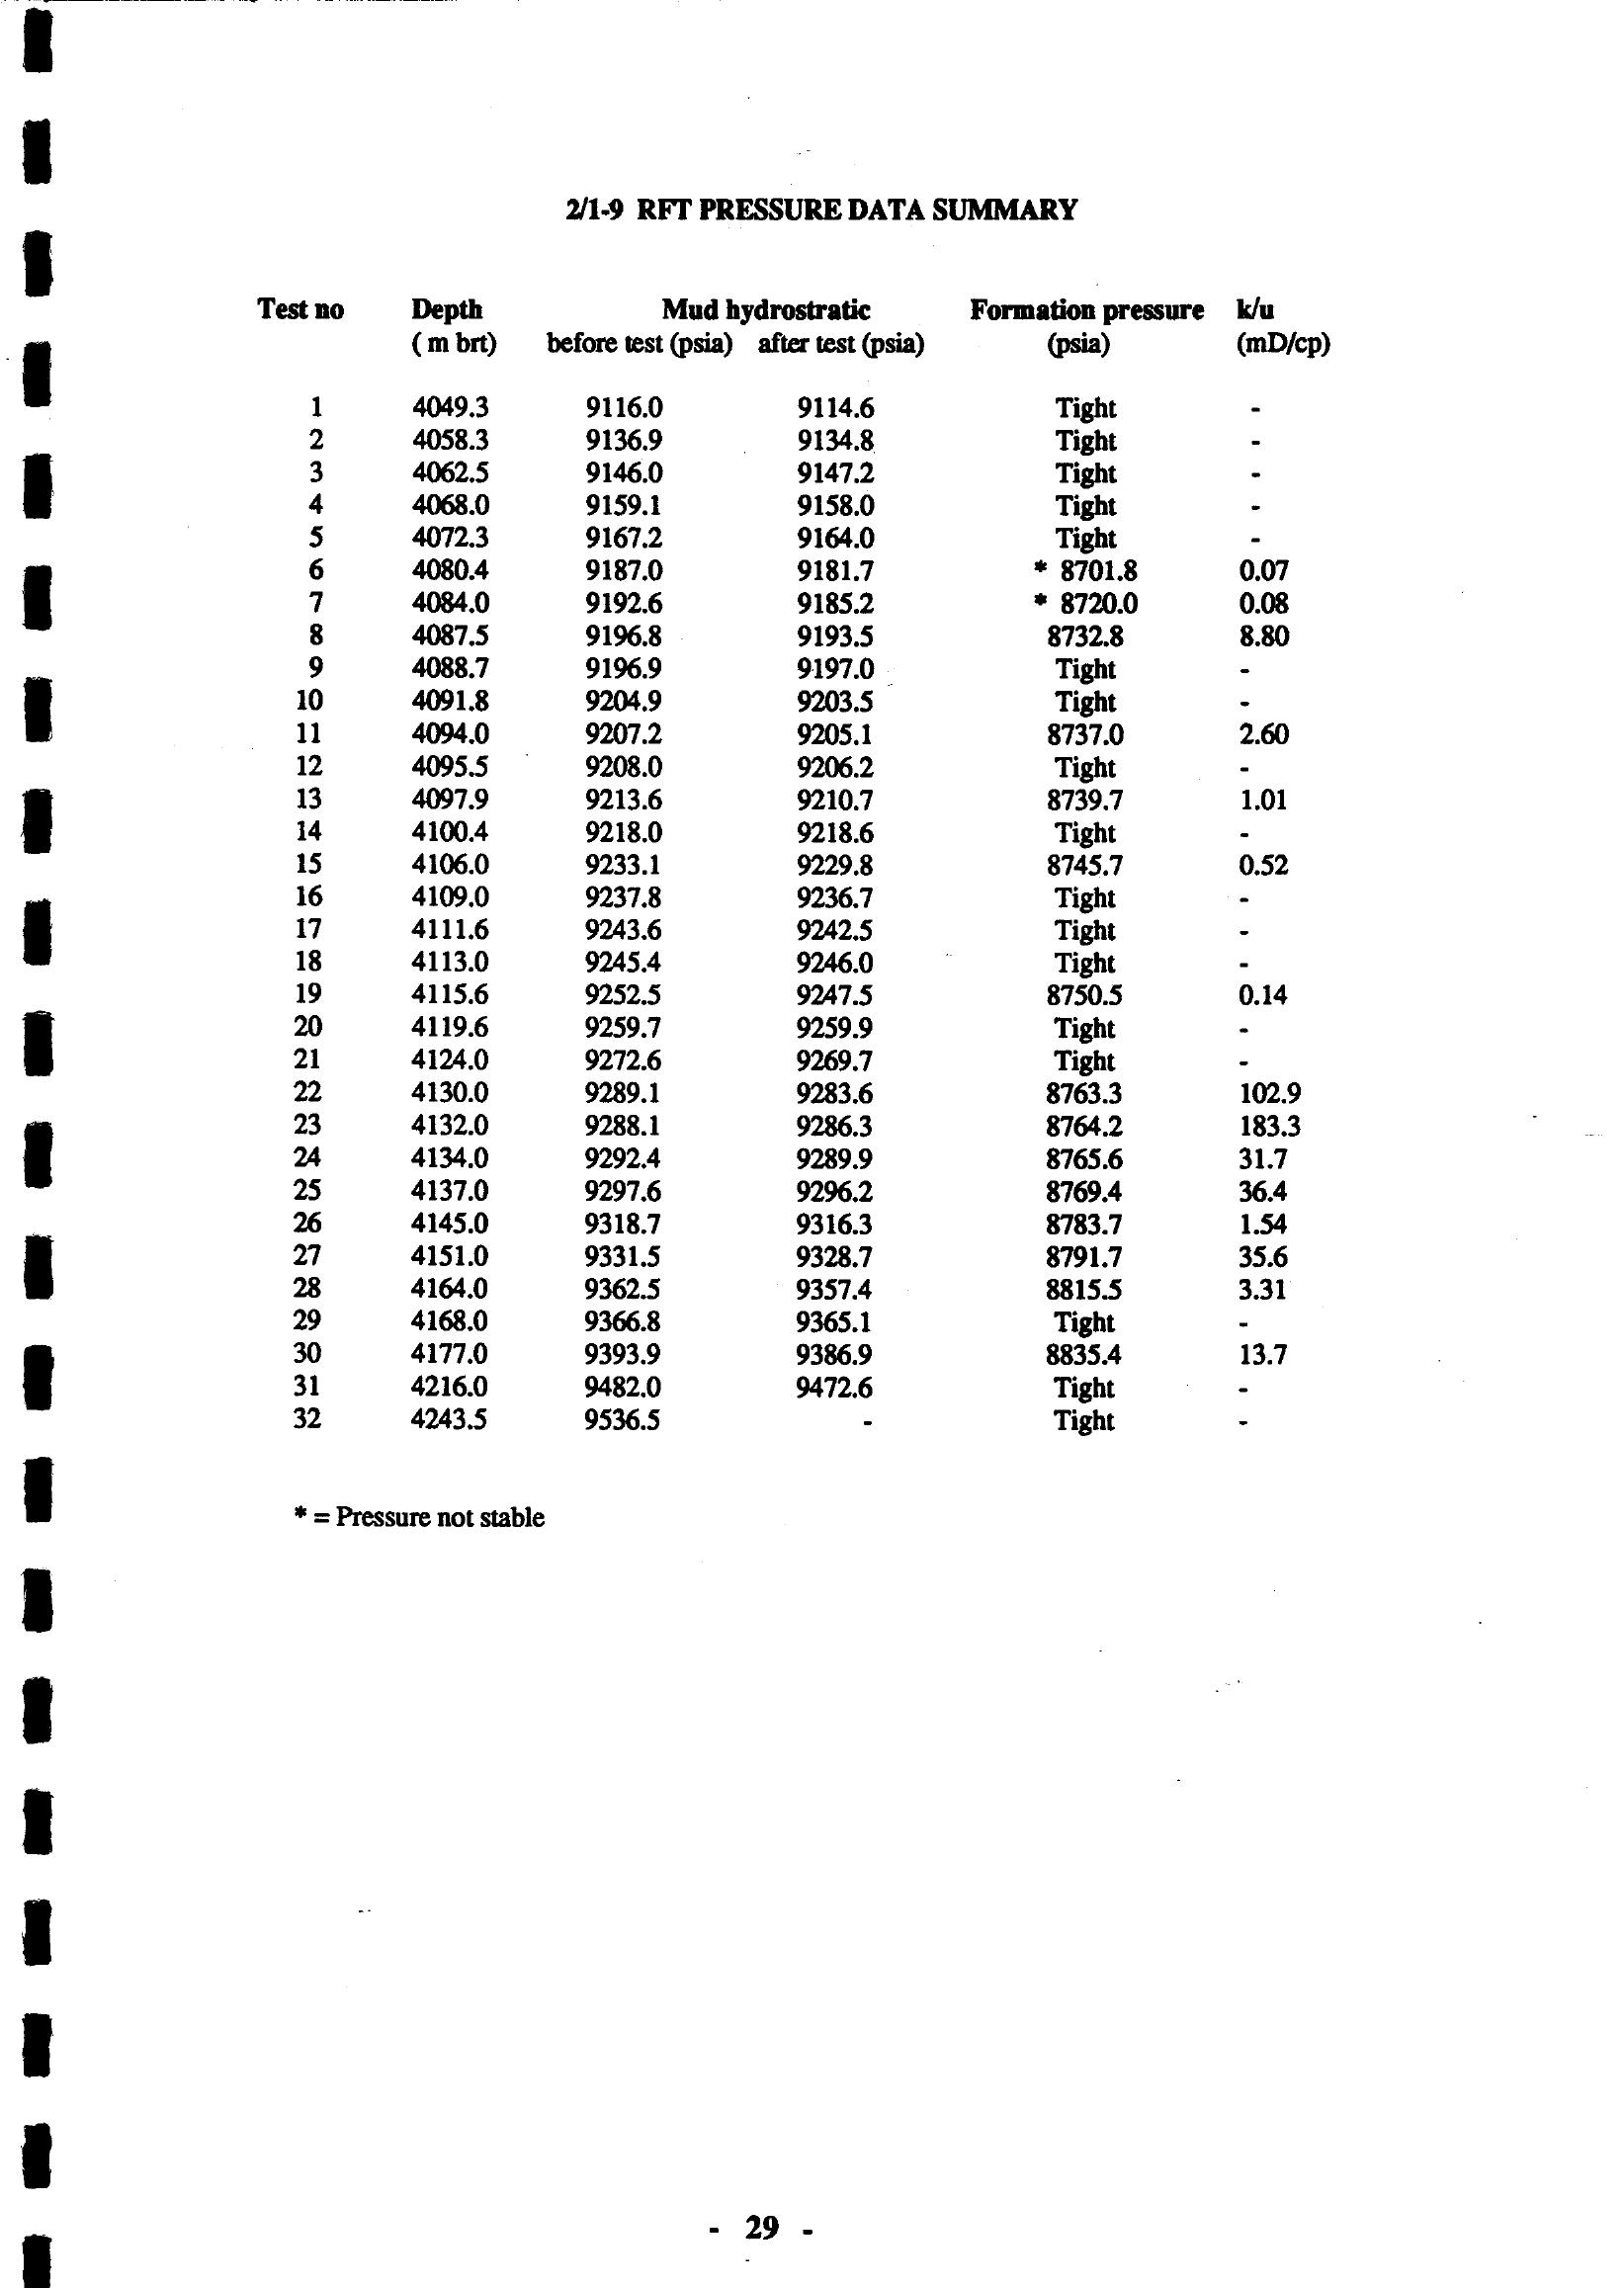 2/1-9 RFT PRESSURE DATA SUMMARY
Test no Depth Mud hydrostratic Formation pressure k/u
( m brt) before test (psia) after test (psia) (psia) (mD/cp)
1 4049.3 9116.0 9114.6 Tight -
2 4058.3 9136.9 9134.8 Tight -
3 4062.5 9146.0 9147.2 Tight -
4 4068.0 9159.1 9158.0 Tight -
5 4072.3 9167.2 9164.0 Tight -
6 4080.4 9187.0 9181.7 * 8701.8 0.07
7 4084.0 9192.6 9185.2 * 8720.0 0.08
8 4087.5 9196.8 9193.5 8732.8 8.80
9 4088.7 9196.9 9197.0 Tight -
10 4091.8 9204.9 9203.5 Tight -
11 4094.0 9207.2 9205.1 8737.0 2.60
12 4095.5 9208.0 9206.2 Tight -
13 4097.9 9213.6 9210.7 8739.7 1.01
14 4100.4 9218.0 9218.6 Tight -
15 4106.0 9233.1 9229.8 8745.7 0.52
16 4109.0 9237.8 9236.7 Tight -
17 4111.6 9243.6 9242.5 Tight -
18 4113.0 9245.4 9246.0 Tight -
19 4115.6 9252.5 9247.5 8750.5 0.14
20 4119.6 9259.7 9259.9 Tight -
21 4124.0 9272.6 9269.7 Tight -
22 4130.0 9289.1 9283.6 8763.3 102.9
23 4132.0 9288.1 9286.3 8764.2 183.3
24 4134.0 9292.4 9289.9 8765.6 31.7
25 4137.0 9297.6 9296.2 8769.4 36.4
26 4145.0 9318.7 9316.3 8783.7 1.54
27 4151.0 9331.5 9328.7 8791.7 35.6
28 4164.0 9362.5 9357.4 8815.5 3.31
29 4168.0 9366.8 9365.1 Tight -
30 4177.0 9393.9 9386.9 8835.4 13.7
31 4216.0 9482.0 9472.6 Tight -
32 4243.5 9536.5 - Tight -
* = Pressure not stable
- 29 -